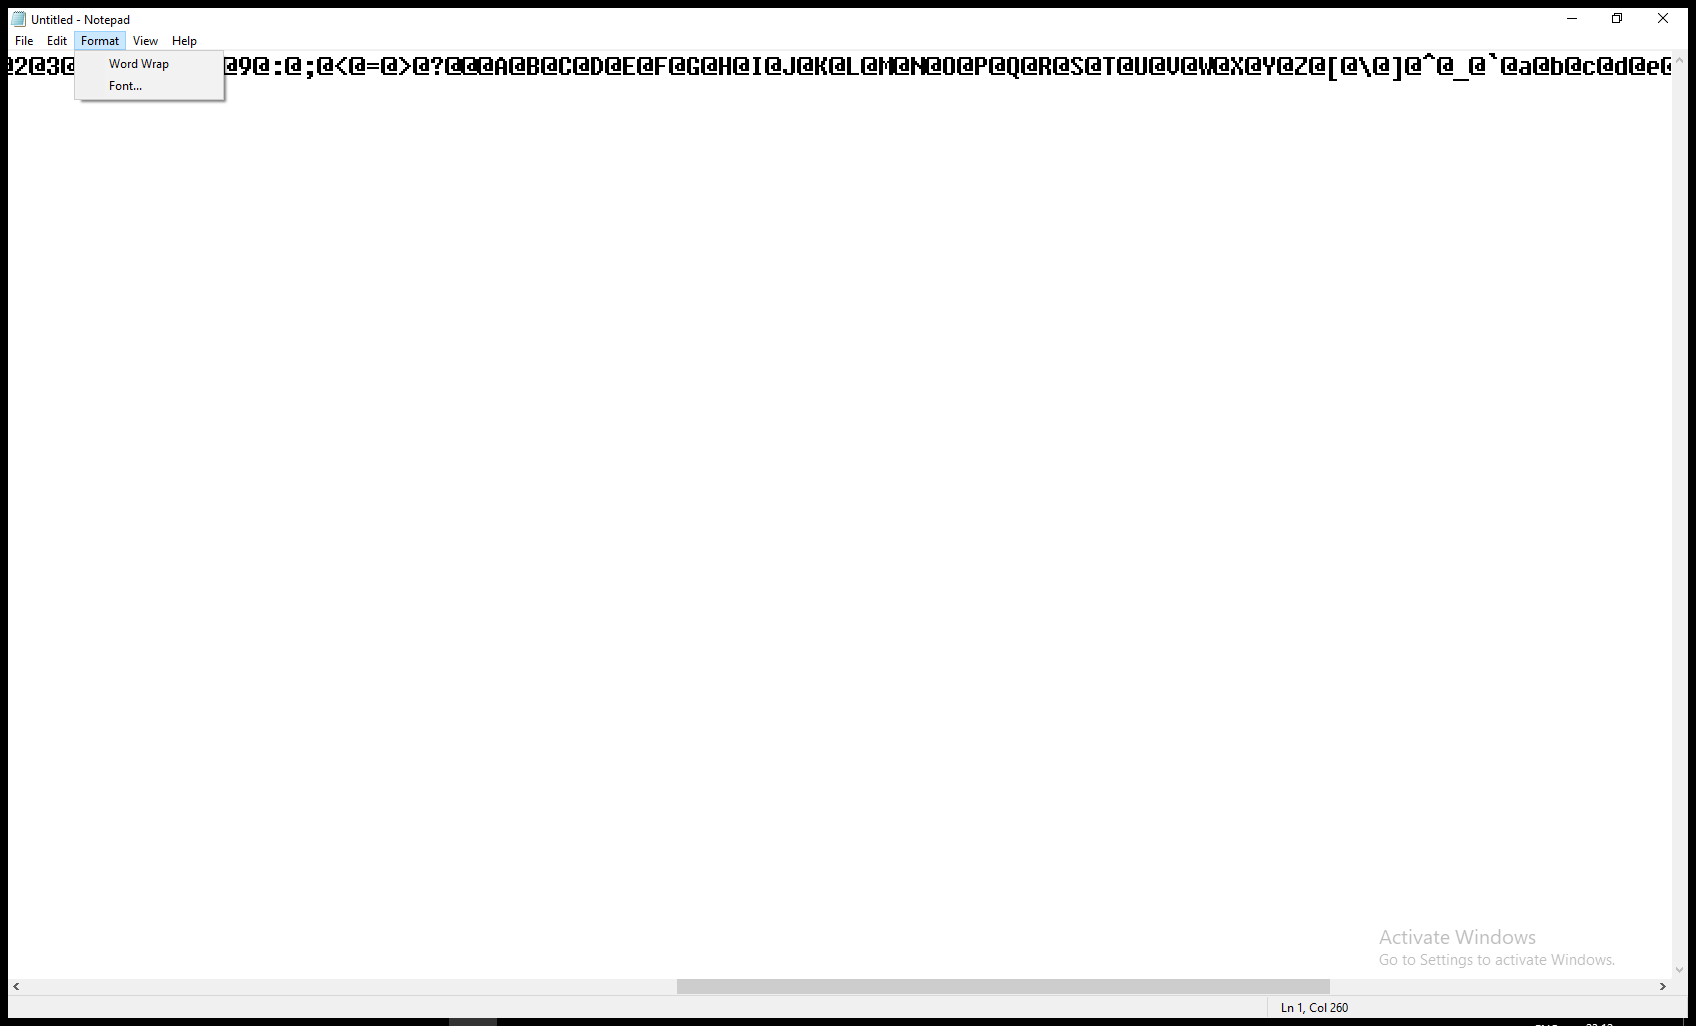 Untitled - Notepad
File Edit Format View Help
Word Wrap
Font...
2@3@
@9@:@;@<@=@>@?@@@A@B@C@D@E@F@G@H@I@J@K@L@M@N@O@P@Q@R@S@T@U@V@W@X@Y@Z@[@\@]@^@_@`@a@b@c@d@e@
Activate Windows
Go to Settings to activate Windows.
Ln 1, Col 260